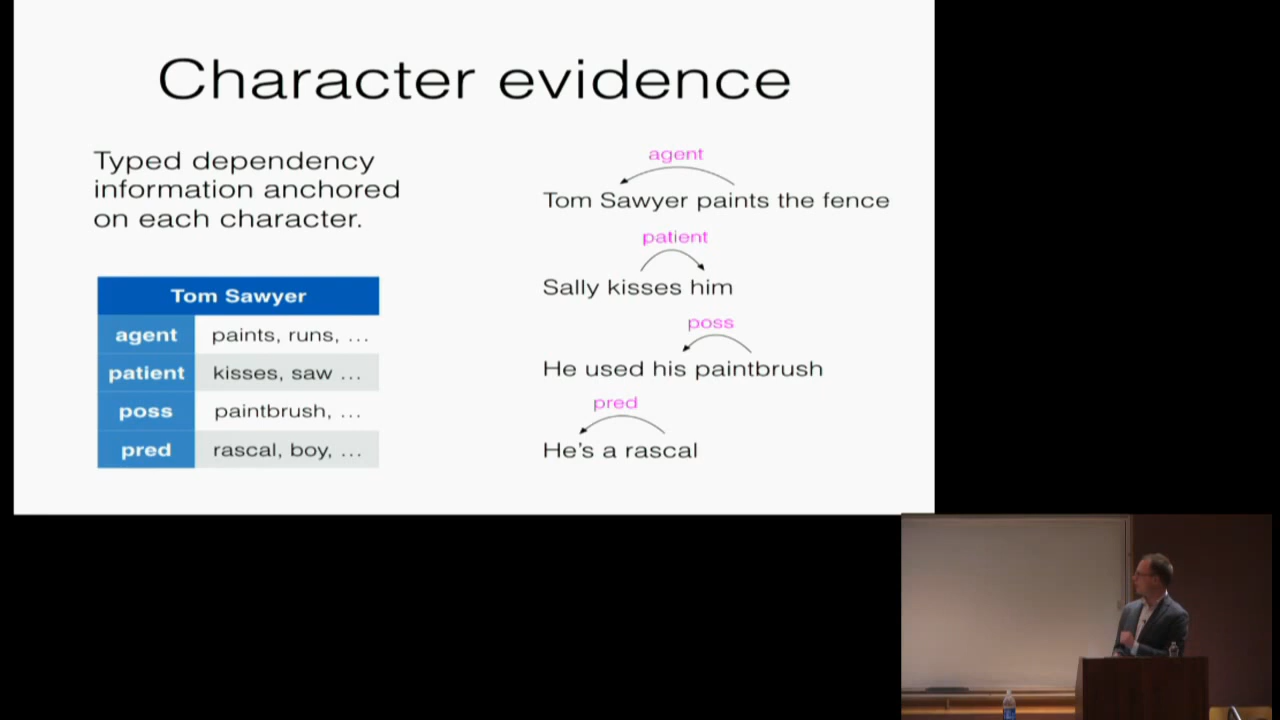 Character evidence
Typed dependency
information anchored
on each character.
Tom Sawyer
agent paints, runs, …
patient kisses, saw …
poss paintbrush, …
pred rascal, boy, …
agent
Tom Sawyer paints the fence
patient
Sally kisses him
poss
He used his paintbrush
pred
He’s a rascal